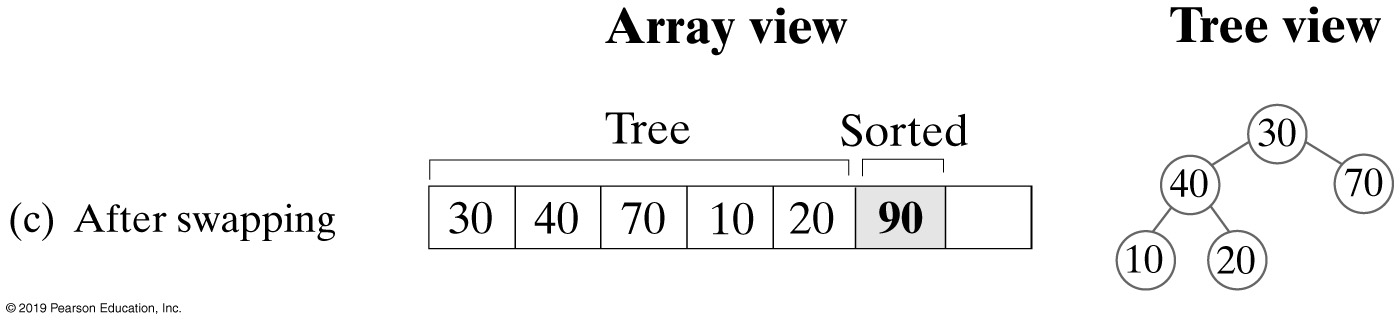 Array view
Tree view
Tree
Sorted
(c) After swapping
30 40 70 10 20 90
30
40
70
10
20
© 2019 Pearson Education, Inc.